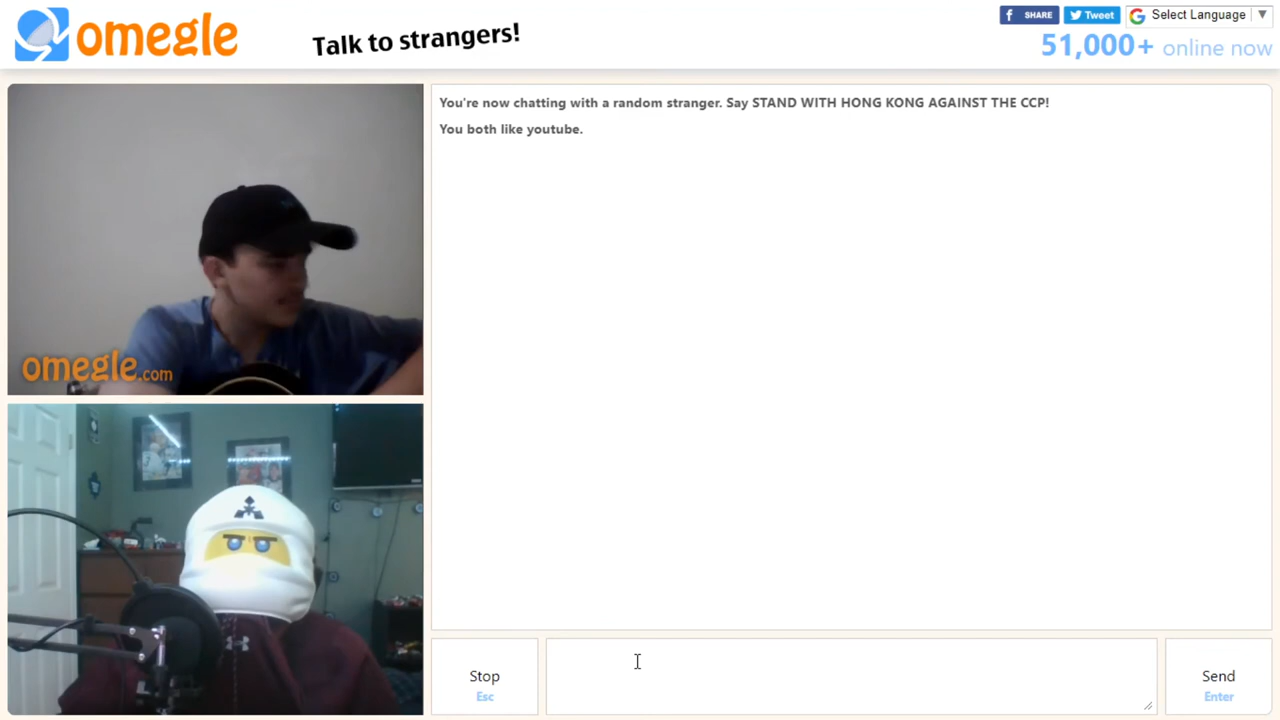 omegle
Talk to strangers!
SHARE
Tweet
Select Language
51,000+ online now
omegle.com
You're now chatting with a random stranger. Say STAND WITH HONG KONG AGAINST THE CCP!
You both like youtube.
Stop
Esc
Send
Enter